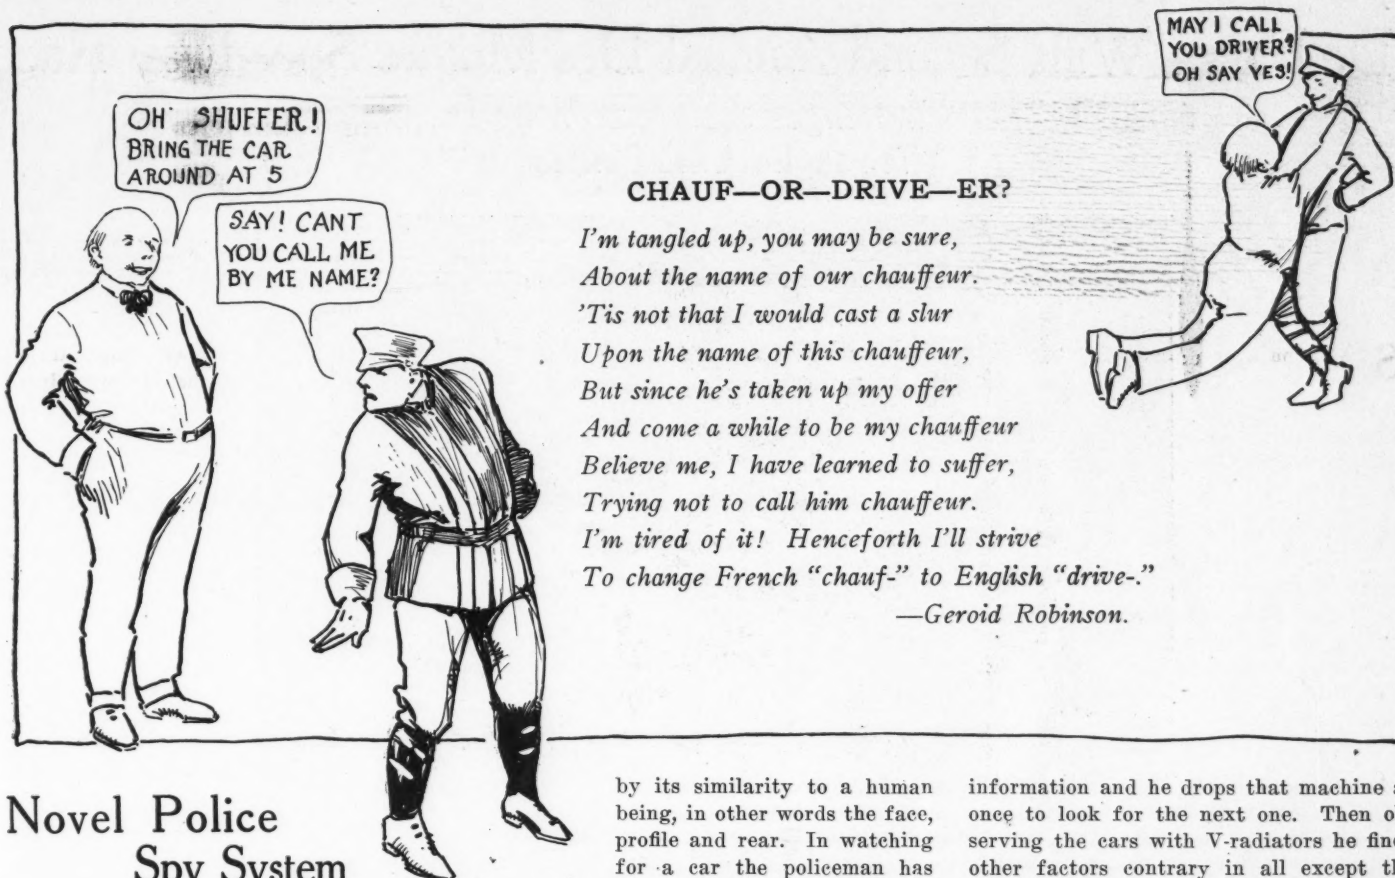 OH SHUFFER!
BRING THE CAR
AROUND AT 5
SAY! CANT
YOU CALL ME
BY ME NAME?
MAY I CALL
YOU DRIVER?
OH SAY YES!
CHAUF—OR—DRIVE—ER?
I'm tangled up, you may be sure,
About the name of our chauffeur.
'Tis not that I would cast a slur
Upon the name of this chauffeur,
But since he's taken up my offer
And come a while to be my chauffeur
Believe me, I have learned to suffer,
Trying not to call him chauffeur.
I'm tired of it! Henceforth I'll strive
To change French "chauf-" to English "drive-."
—Geroid Robinson.
Novel Police
Spy System
by its similarity to a human
being, in other words the face,
profile and rear. In watching
for a car the policeman has
information and he drops that machine
once to look for the next one. Then
serving the cars with V-radiators he
other factors contrary in all except